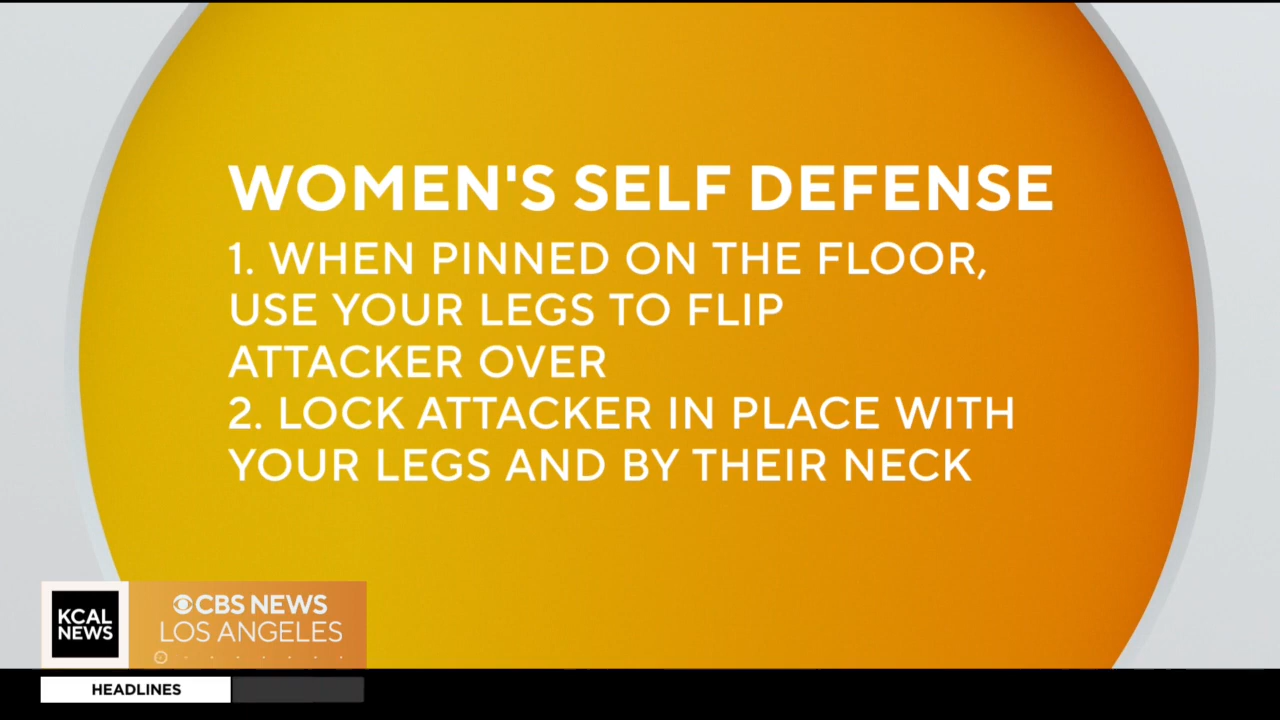 WOMEN'S SELF DEFENSE
1. WHEN PINNED ON THE FLOOR,
USE YOUR LEGS TO FLIP
ATTACKER OVER
2. LOCK ATTACKER IN PLACE WITH
YOUR LEGS AND BY THEIR NECK
KCAL
NEWS
CBS NEWS
LOS ANGELES
HEADLINES